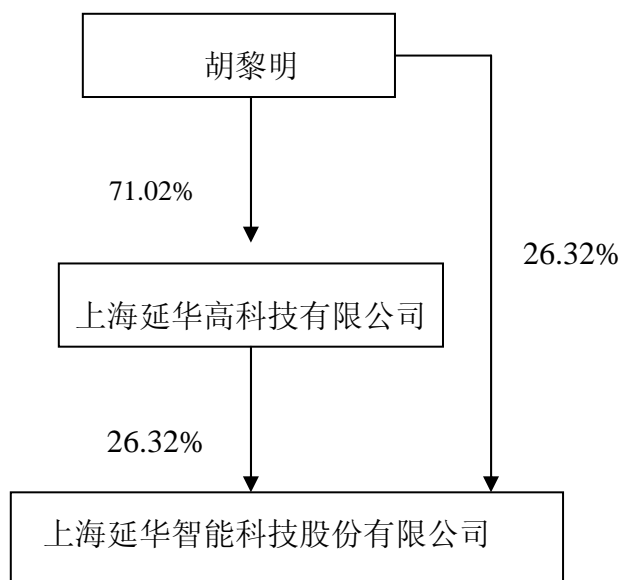 胡黎明
71.02%
26.32%
上海延华高科技有限公司
26.32%
上海延华智能科技股份有限公司